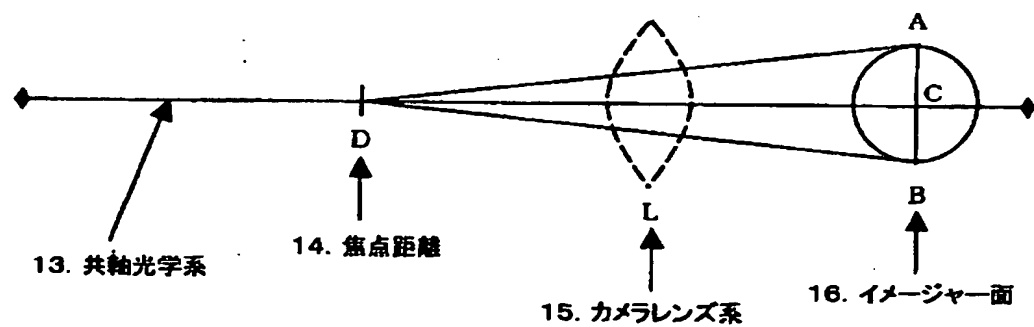 A
C
D
B
L
13. 共軸光学系
14. 焦点距離
15. カメラレンズ系
16. イメージャー面